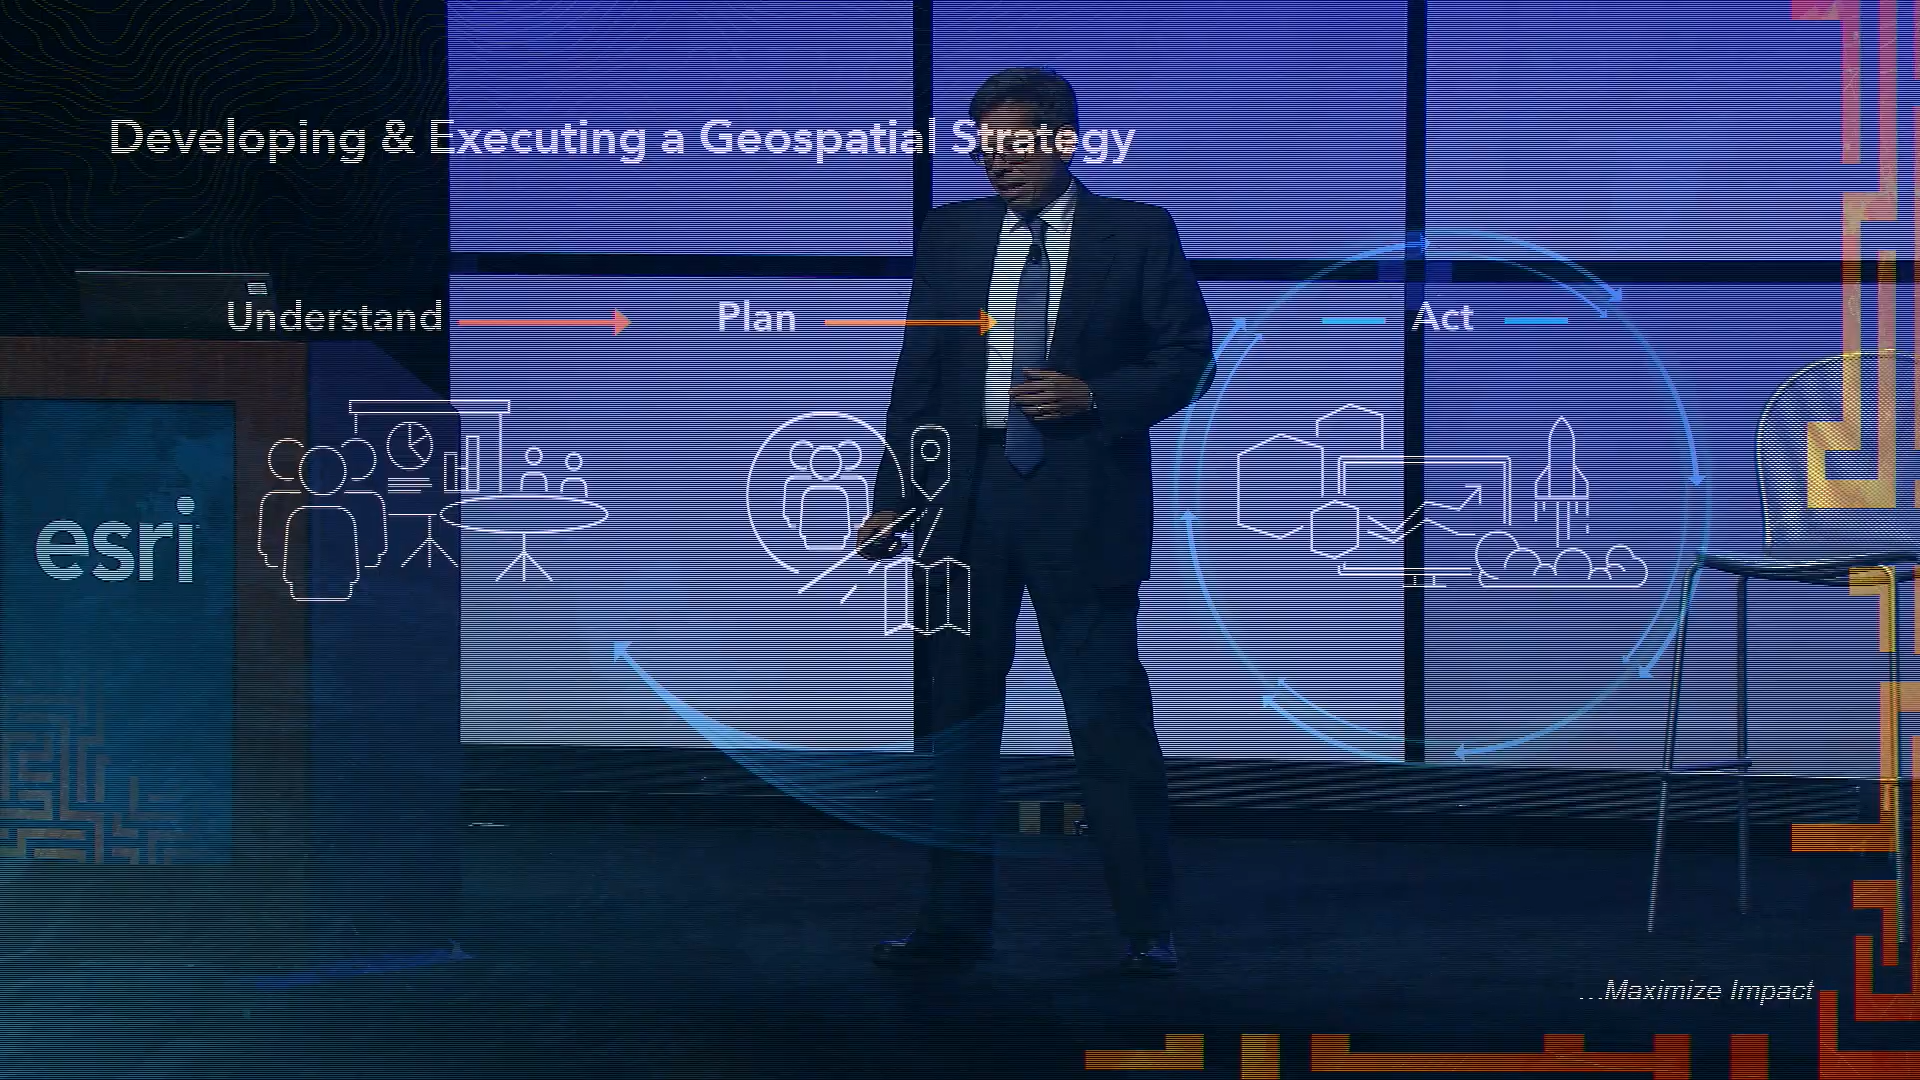 Developing & Executing a Geospatial Strategy
Understand
Plan
Act
esri
...Maximize Impact